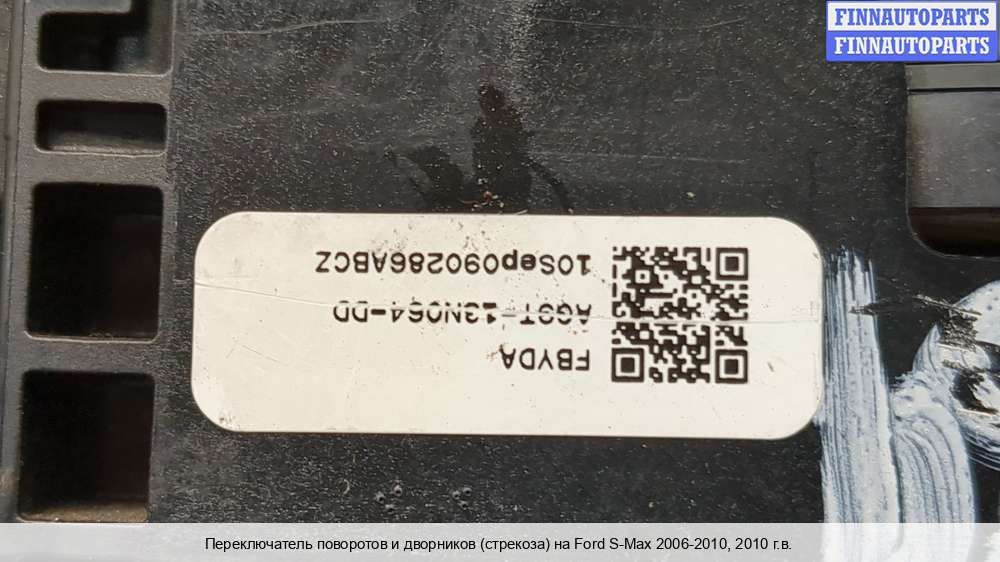 FINNAUTOPARTS
FINNAUTOPARTS
FBYDA
AG9T-13N064-DD
10Sep090286ABCZ
Переключатель поворотов и дворников (стрекоза) на Ford S-Max 2006-2010, 2010 г.в.